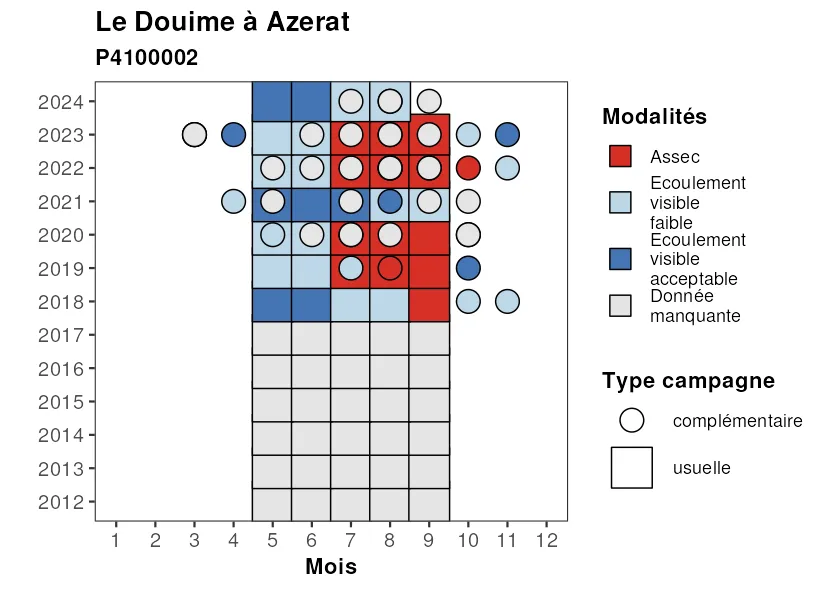 Le Douime à Azerat
P4100002
2024
2023
2022
2021
2020
2019
2018
2017
2016
2015
2014
2013
2012
1 2 3 4 5 6 7 8 9 10 11 12
Mois
Modalités
Assec
Ecoulement
visible
faible
Ecoulement
visible
acceptable
Donnée
manquante
Type campagne
complémentaire
usuelle